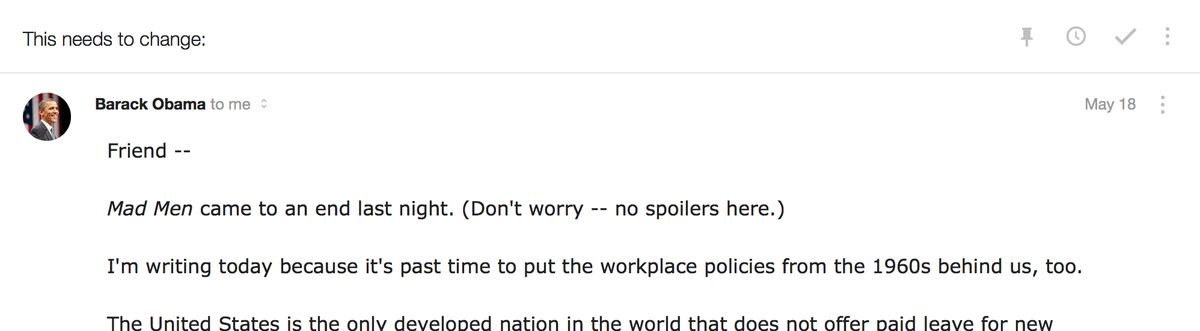 This needs to change:
Barack Obama to me
May 18
Friend --
Mad Men came to an end last night. (Don't worry -- no spoilers here.)
I'm writing today because it's past time to put the workplace policies from the 1960s behind us, too.
The United States is the only developed nation in the world that does not offer paid leave for new